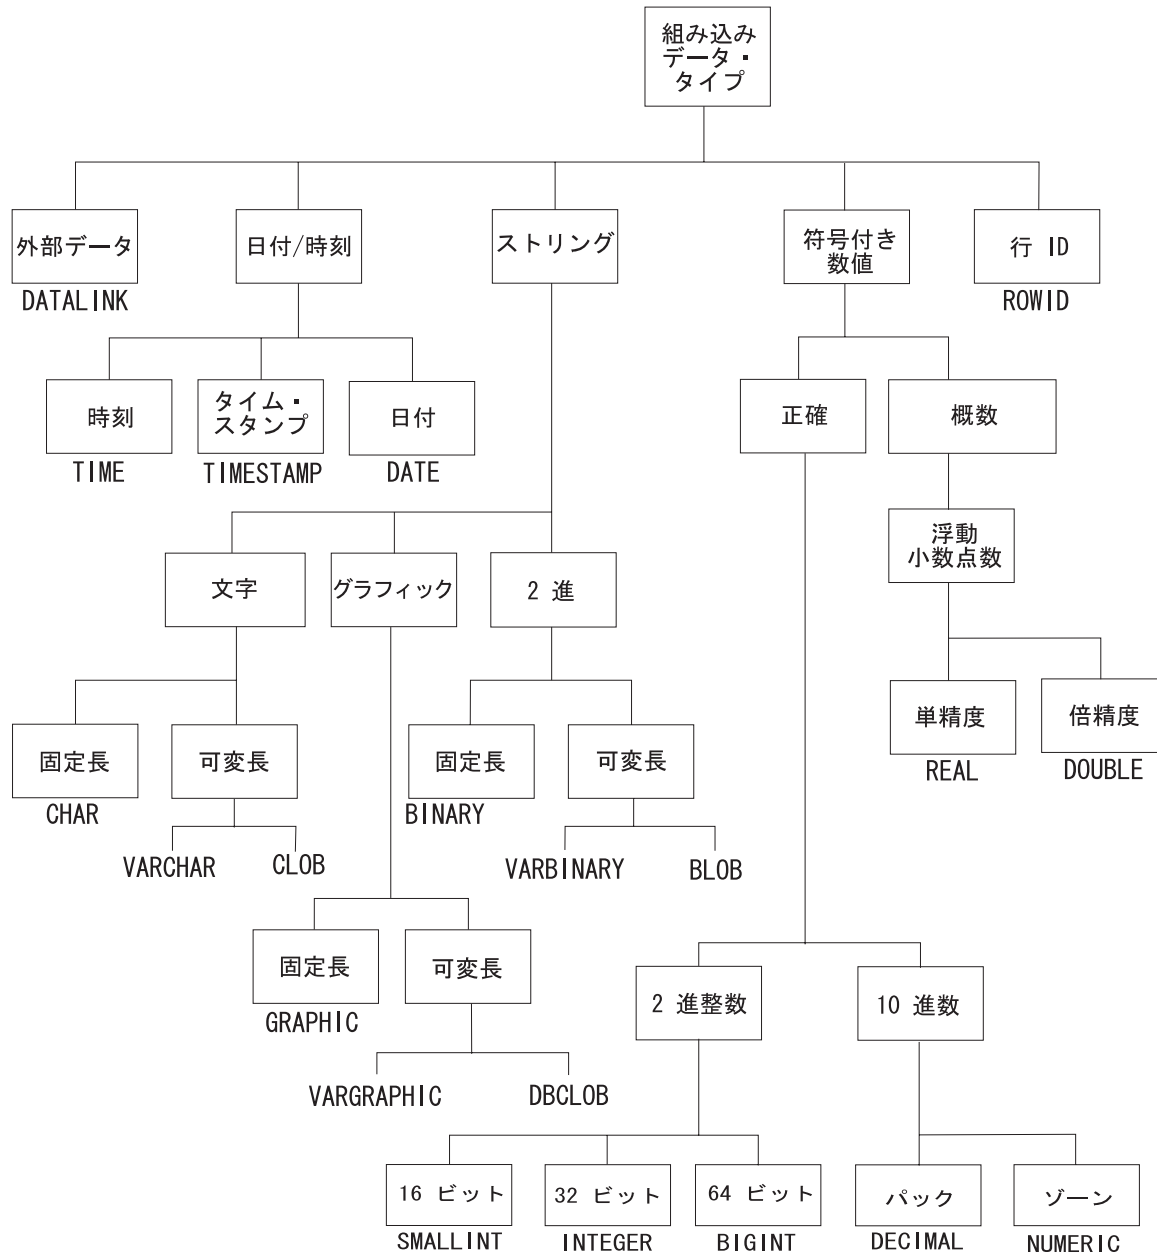 組み込み
データ・
タイプ
外部データ
日付/時刻
ストリング
符号付き
数値
行 ID
DATALINK
ROWID
時刻
タイム・
スタンプ
日付
正確
概数
TIME
TIMESTAMP
DATE
浮動
小数点数
文字
グラフィック
2 進
単精度
倍精度
REAL
DOUBLE
固定長
可変長
固定長
可変長
CHAR
BINARY
VARCHAR
CLOB
VARBINARY
BLOB
固定長
可変長
2 進整数
10 進数
GRAPHIC
VARGRAPHIC
DBCLOB
16 ビット
32 ビット
64 ビット
パック
ゾーン
SMALLINT
INTEGER
BIGINT
DECIMAL
NUMERIC